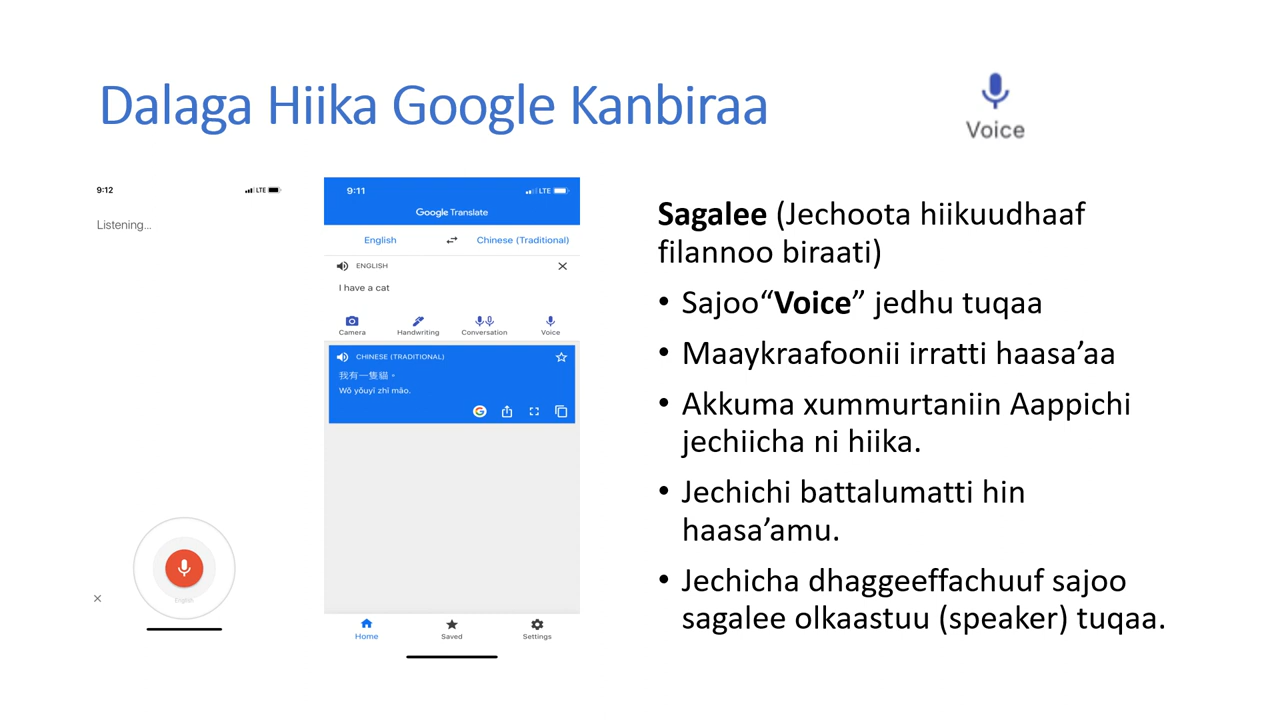 Dalaga Hiika Google Kanbiraa
Voice
9:12
LTE
Listening...
English
9:11
LTE
Google Translate
English
Chinese (Traditional)
ENGLISH
I have a cat
Camera
Handwriting
Conversation
Voice
CHINESE (TRADITIONAL)
我有一隻貓。
Wǒ yǒuyī zhī māo.
Home
Saved
Settings
Sagalee (Jechoota hiikuudhaaf
filannoo biraati)
• Sajoo“Voice” jedhu tuqaa
• Maaykraafoonii irratti haasa’aa
• Akkuma xummurtaniin Aappichi
jechiicha ni hiika.
• Jechichi battalumatti hin
haasa’amu.
• Jechicha dhaggeeffachuuf sajoo
sagalee olkaastuu (speaker) tuqaa.